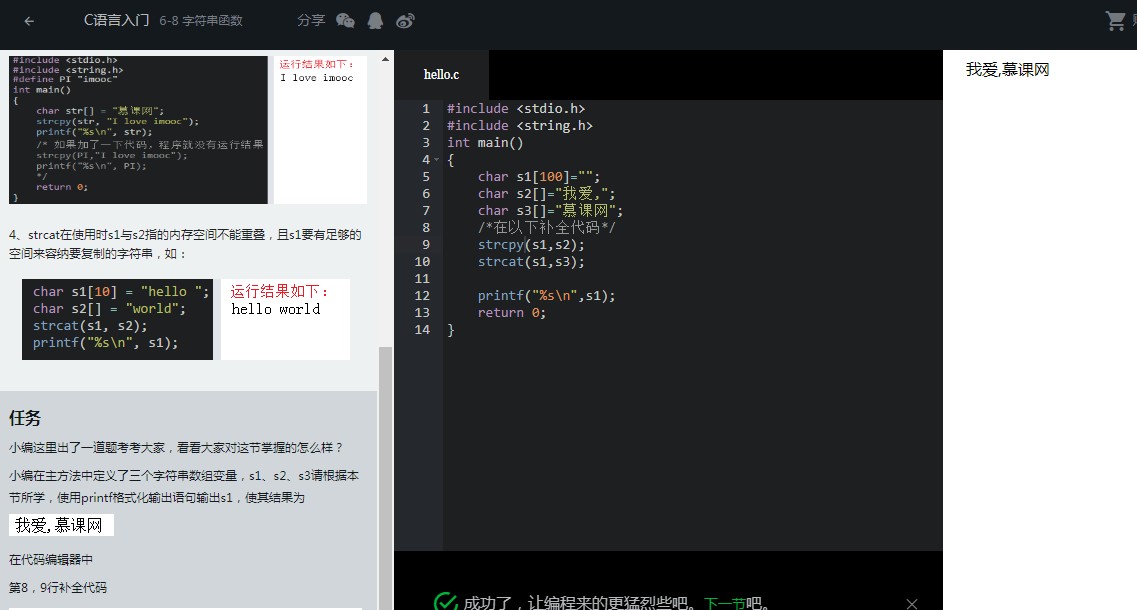 C语言入门 6-8 字符串函数 分享
#include <stdio.h>
#include <string.h>
#define PI "imooc"
int main()
{
char str[] = "慕课网";
strcpy(str, "I love imooc");
printf("%s\n", str);
/* 如果加了一下代码，程序就没有运行结果
strcpy(PI,"I love imooc");
printf("%s\n", PI);
*/
return 0;
}
运行结果如下：
I love imooc
4、strcat在使用时s1与s2指的内存空间不能重叠，且s1要有足够的
空间来容纳要复制的字符串，如：
char s1[10] = "hello ";
char s2[] = "world";
strcat(s1, s2);
printf("%s\n", s1);
运行结果如下：
hello world
任务
小编这里出了一道题考考大家，看看大家对这节掌握的怎么样？
小编在主方法中定义了三个字符串数组变量，s1、s2、s3请根据本
节所学，使用printf格式化输出语句输出s1，使其结果为
我爱,慕课网
在代码编辑器中
第8，9行补全代码
hello.c
1 #include <stdio.h>
2 #include <string.h>
3 int main()
4 {
5 char s1[100]="";
6 char s2[]="我爱,";
7 char s3[]="慕课网";
8 /*在以下补全代码*/
9 strcpy(s1,s2);
10 strcat(s1,s3);
11
12 printf("%s\n",s1);
13 return 0;
14 }
成功了，让编程来的更猛烈些吧。下一节吧。
我爱,慕课网